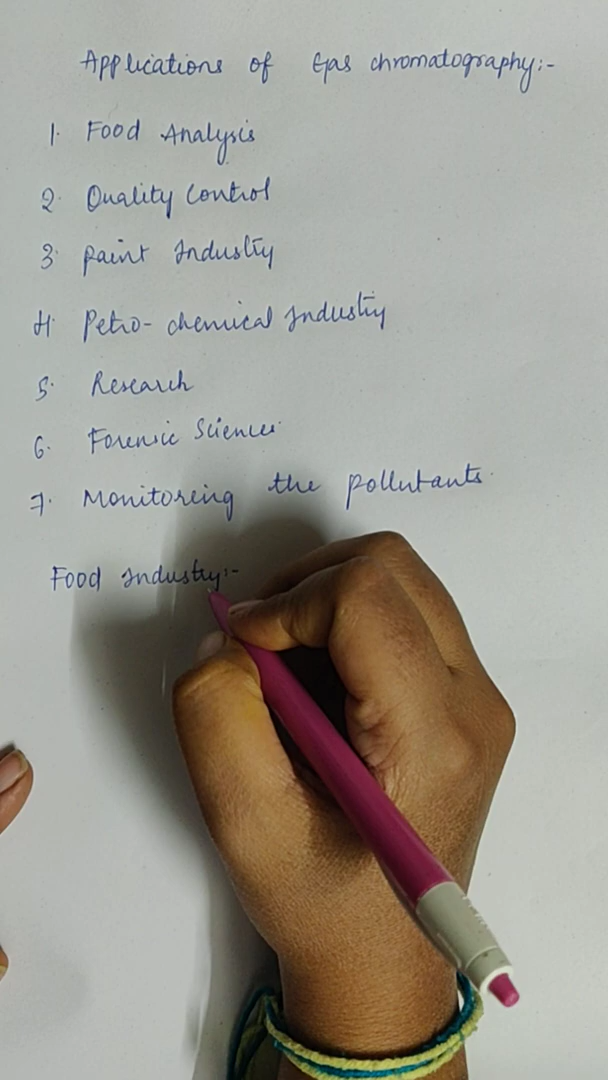 Applications of Gas chromatography:-
1. Food Analysis
2. Quality Control
3. paint Industry
4. Petro-chemical Industry
5. Research
6. Forensic Sciences
7. Monitoring the pollutants.
Food Industry:-